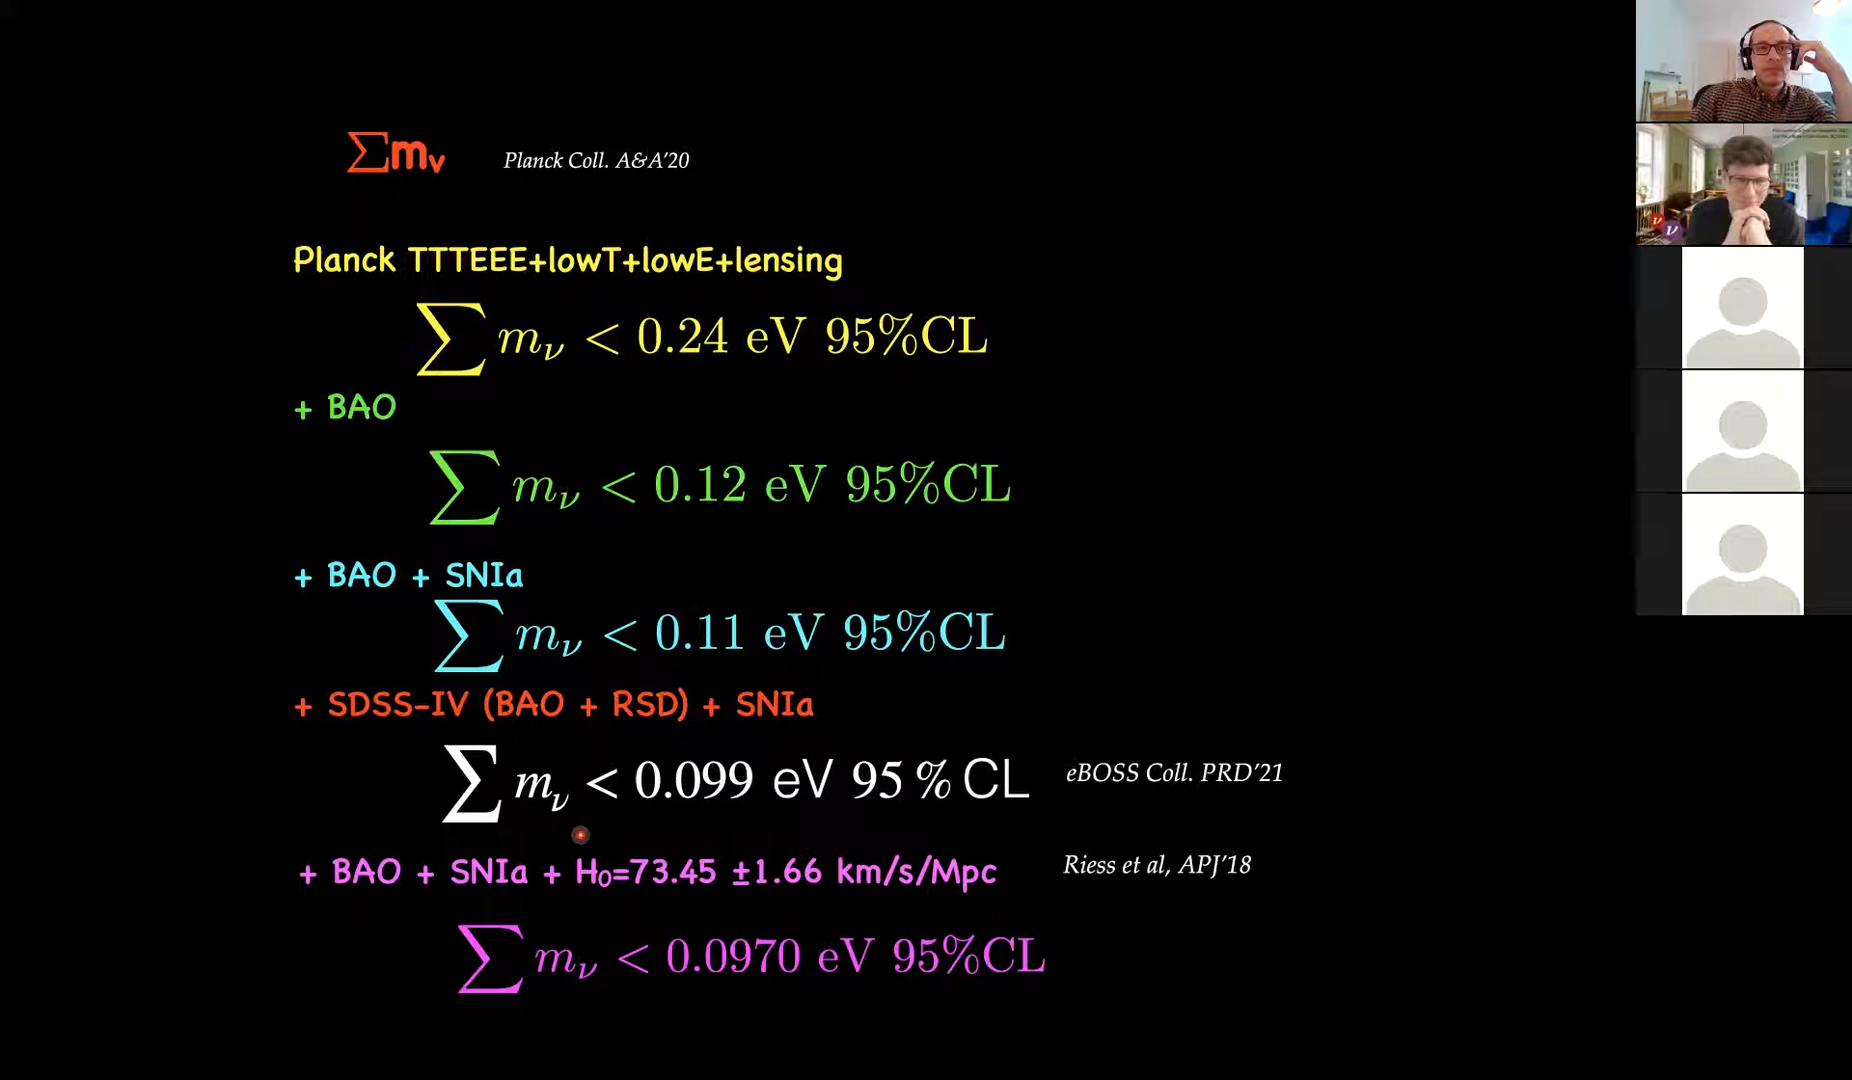 ∑mν
Planck Coll. A&A'20
Planck TTTEEE+lowT+lowE+lensing
∑ mν < 0.24 eV 95%CL
+ BAO
∑ mν < 0.12 eV 95%CL
+ BAO + SNIa
∑ mν < 0.11 eV 95%CL
+ SDSS-IV (BAO + RSD) + SNIa
∑ mν < 0.099 eV 95 % CL
eBOSS Coll. PRD'21
+ BAO + SNIa + H₀=73.45 ±1.66 km/s/Mpc
Riess et al, APJ'18
∑ mν < 0.0970 eV 95%CL
ν
ν